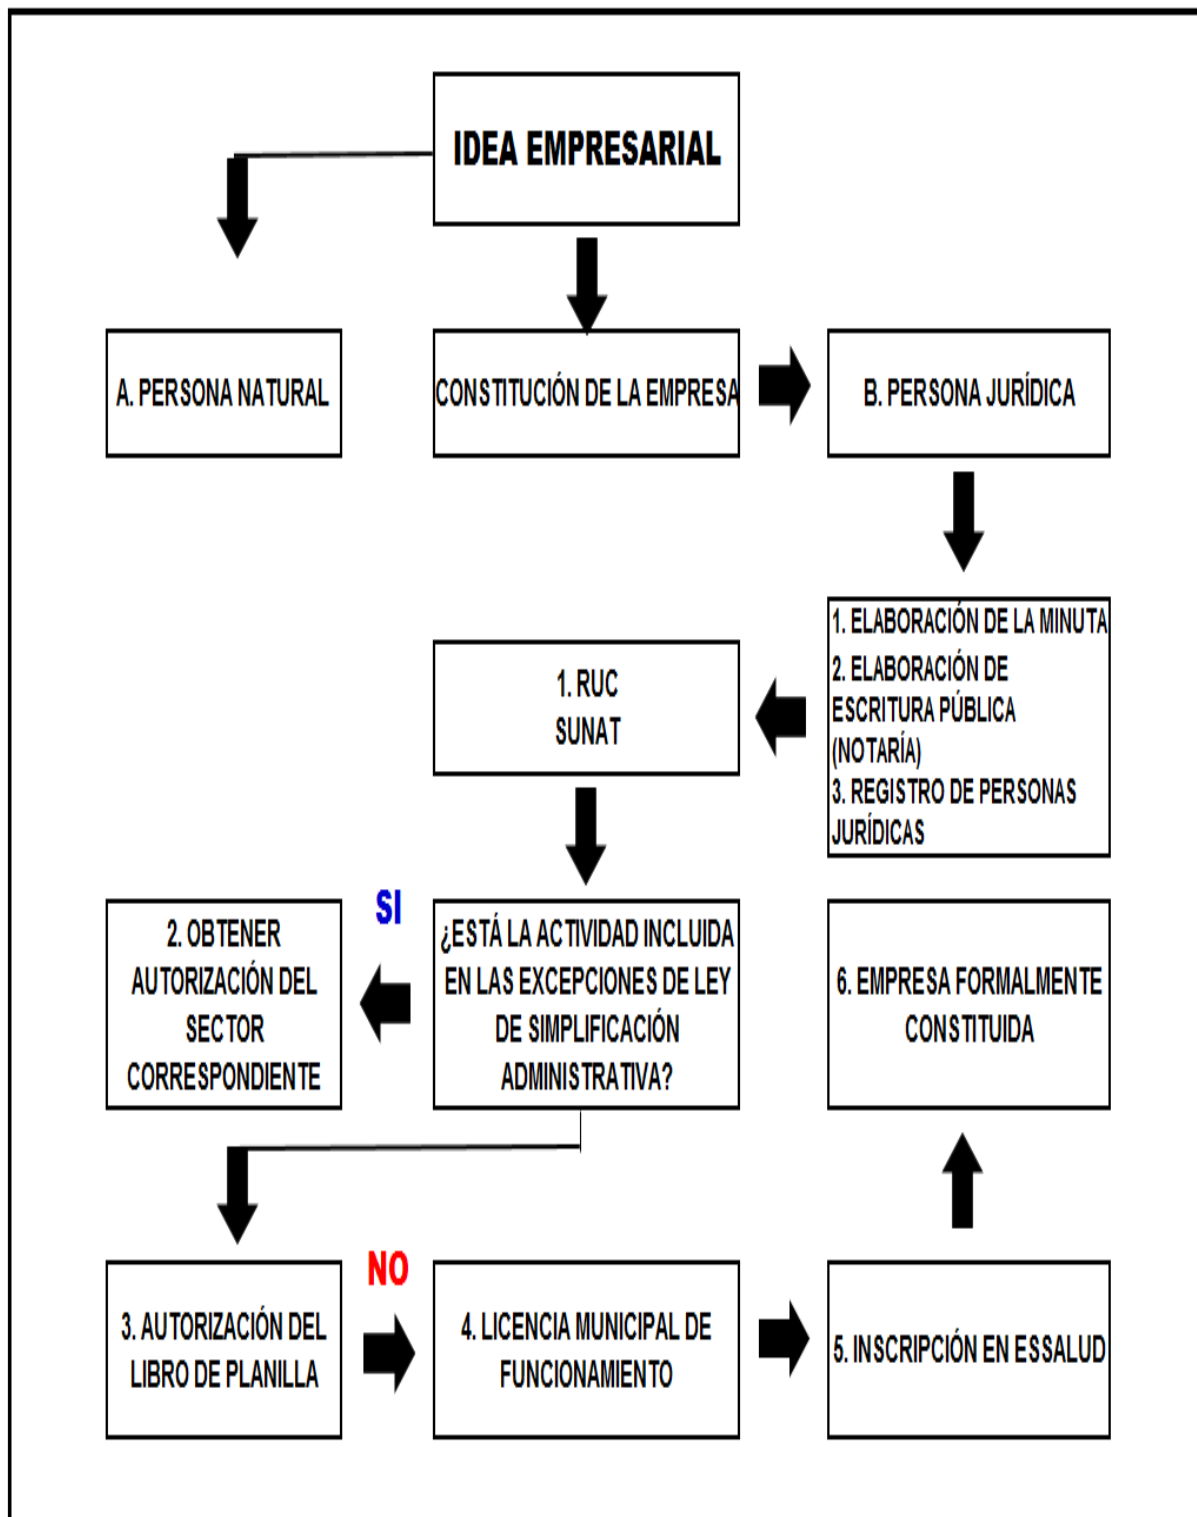 IDEA EMPRESARIAL
A. PERSONA NATURAL
CONSTITUCIÓN DE LA EMPRESA
B. PERSONA JURÍDICA
1. ELABORACIÓN DE LA MINUTA
2. ELABORACIÓN DE
ESCRITURA PÚBLICA
(NOTARÍA)
3. REGISTRO DE PERSONAS
JURÍDICAS
1. RUC
SUNAT
SI
2. OBTENER
AUTORIZACIÓN DEL
SECTOR
CORRESPONDIENTE
¿ESTÁ LA ACTIVIDAD INCLUIDA
EN LAS EXCEPCIONES DE LEY
DE SIMPLIFICACIÓN
ADMINISTRATIVA?
6. EMPRESA FORMALMENTE
CONSTITUIDA
3. AUTORIZACIÓN DEL
LIBRO DE PLANILLA
NO
4. LICENCIA MUNICIPAL DE
FUNCIONAMIENTO
5. INSCRIPCIÓN EN ESSALUD